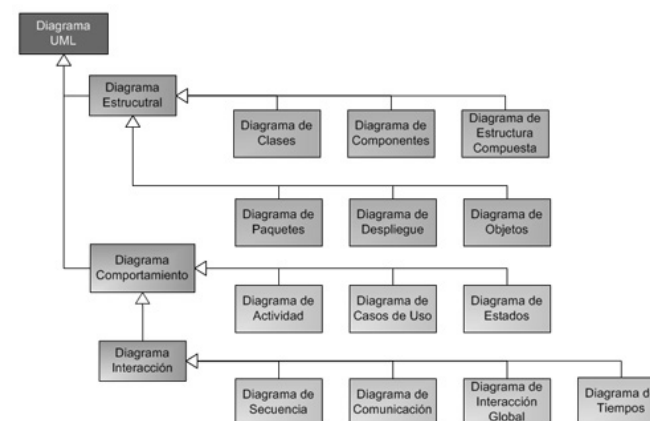 Diagrama
UML
Diagrama
Estrucutral
Diagrama de
Clases
Diagrama de
Componentes
Diagrama de
Estructura
Compuesta
Diagrama de
Paquetes
Diagrama de
Despliegue
Diagrama de
Objetos
Diagrama
Comportamiento
Diagrama de
Actividad
Diagrama de
Casos de Uso
Diagrama de
Estados
Diagrama
Interacción
Diagrama de
Secuencia
Diagrama de
Comunicación
Diagrama de
Interacción
Global
Diagrama d
Tiempos